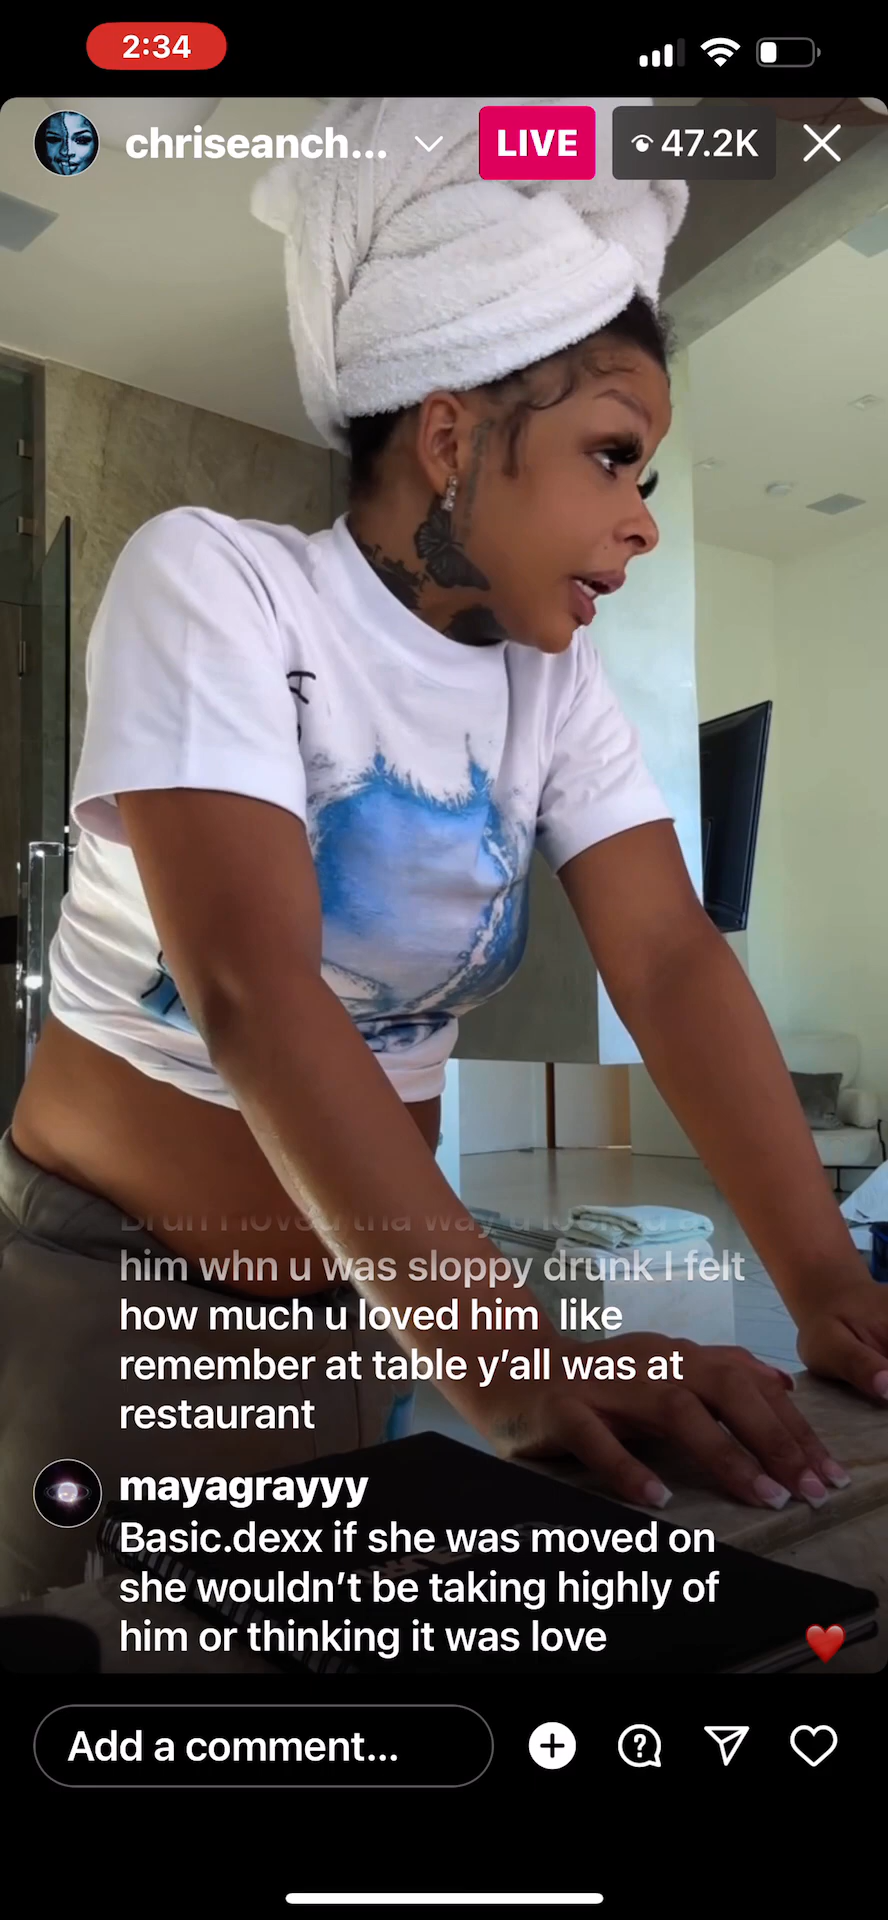 2:34
chriseanch...
LIVE
47.2K
him whn u was sloppy drunk I felt
how much u loved him like
remember at table y'all was at
restaurant
mayagrayyy
Basic.dexx if she was moved on
she wouldn't be taking highly of
him or thinking it was love
Add a comment...